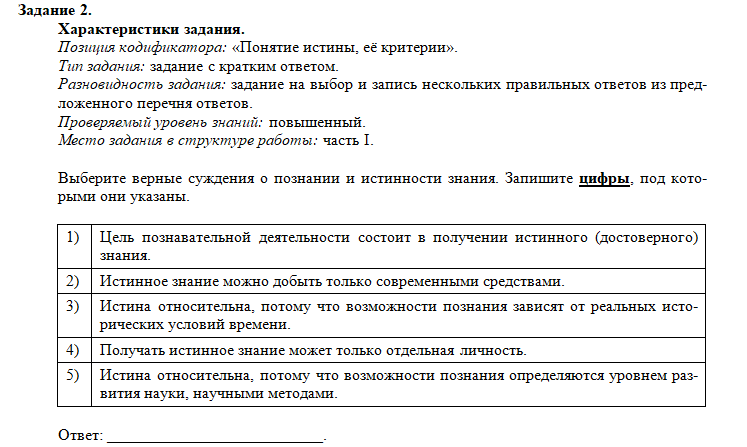 Задание 2.
Характеристики задания.
Позиция кодификатора: «Понятие истины, её критерии».
Тип задания: задание с кратким ответом.
Разновидность задания: задание на выбор и запись нескольких правильных ответов из пред-
ложенного перечня ответов.
Проверяемый уровень знаний: повышенный.
Место задания в структуре работы: часть I.
Выберите верные суждения о познании и истинности знания. Запишите цифры, под кото-
рыми они указаны.
1) Цель познавательной деятельности состоит в получении истинного (достоверного)
знания.
2) Истинное знание можно добыть только современными средствами.
3) Истина относительна, потому что возможности познания зависят от реальных исто-
рических условий времени.
4) Получать истинное знание может только отдельная личность.
5) Истина относительна, потому что возможности познания определяются уровнем раз-
вития науки, научными методами.
Ответ: ___________________________.